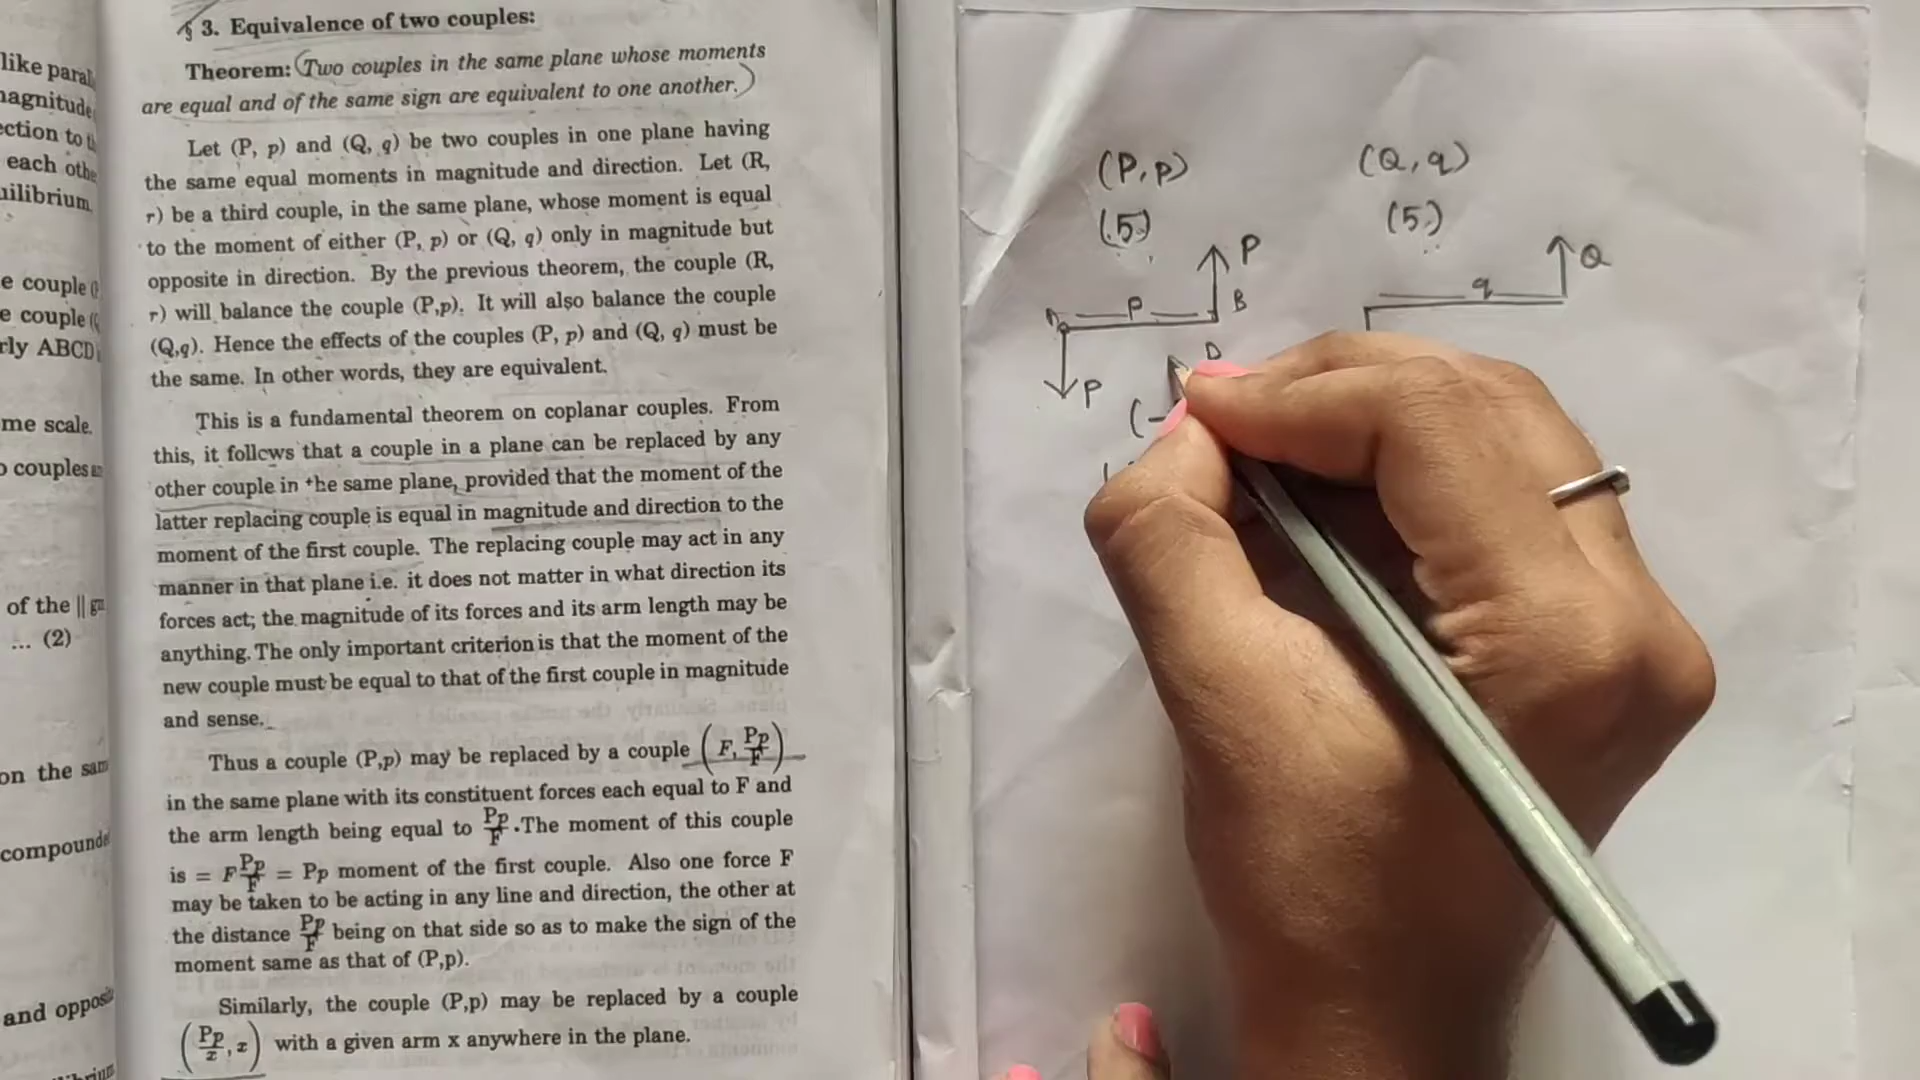 like paral
magnitude
ection to th
each othe
uilibrium.
e couple (
e couple (
rly ABCD
me scale.
couples an
of the || gm
... (2)
on the sam
compounde
and opposit
§ 3. Equivalence of two couples:
Theorem: (Two couples in the same plane whose moments
are equal and of the same sign are equivalent to one another.)
Let (P, p) and (Q, q) be two couples in one plane having
the same equal moments in magnitude and direction. Let (R,
r) be a third couple, in the same plane, whose moment is equal
to the moment of either (P, p) or (Q, q) only in magnitude but
opposite in direction. By the previous theorem, the couple (R,
r) will balance the couple (P,p). It will also balance the couple
(Q,q). Hence the effects of the couples (P, p) and (Q, q) must be
the same. In other words, they are equivalent.
This is a fundamental theorem on coplanar couples. From
this, it follows that a couple in a plane can be replaced by any
other couple in the same plane, provided that the moment of the
latter replacing couple is equal in magnitude and direction to the
moment of the first couple. The replacing couple may act in any
manner in that plane i.e. it does not matter in what direction its
forces act; the magnitude of its forces and its arm length may be
anything. The only important criterion is that the moment of the
new couple must be equal to that of the first couple in magnitude
and sense.
Thus a couple (P,p) may be replaced by a couple (F, Pp/F)
in the same plane with its constituent forces each equal to F and
the arm length being equal to Pp/F .The moment of this couple
is = F Pp/F = Pp moment of the first couple. Also one force F
may be taken to be acting in any line and direction, the other at
the distance Pp/F being on that side so as to make the sign of the
moment same as that of (P,p).
Similarly, the couple (P,p) may be replaced by a couple
(Pp/x, x) with a given arm x anywhere in the plane.
(P, p) (Q, q)
(5) (5)
P Q
p B q
P
(-